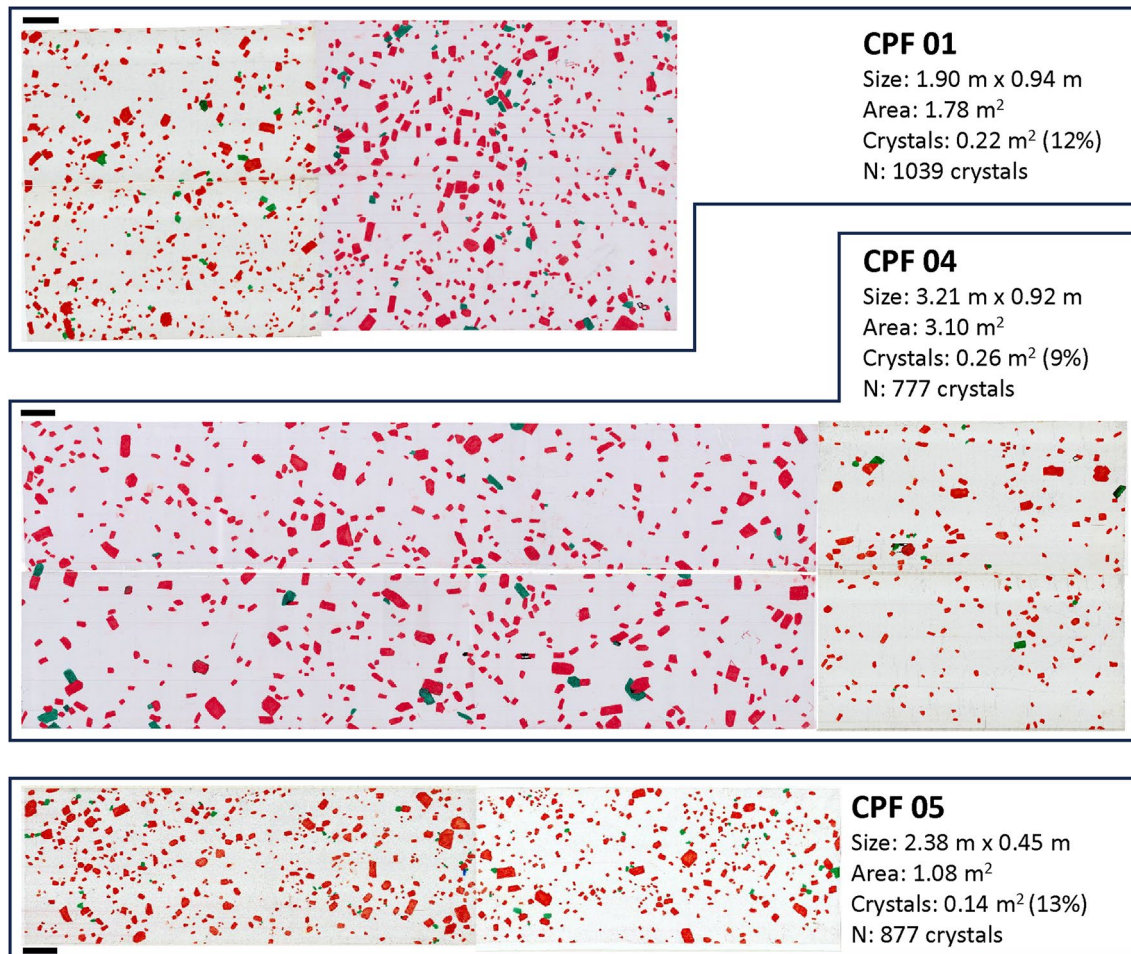 CPF 01
Size: 1.90 m x 0.94 m
Area: 1.78 m²
Crystals: 0.22 m² (12%)
N: 1039 crystals
CPF 04
Size: 3.21 m x 0.92 m
Area: 3.10 m²
Crystals: 0.26 m² (9%)
N: 777 crystals
CPF 05
Size: 2.38 m x 0.45 m
Area: 1.08 m²
Crystals: 0.14 m² (13%)
N: 877 crystals